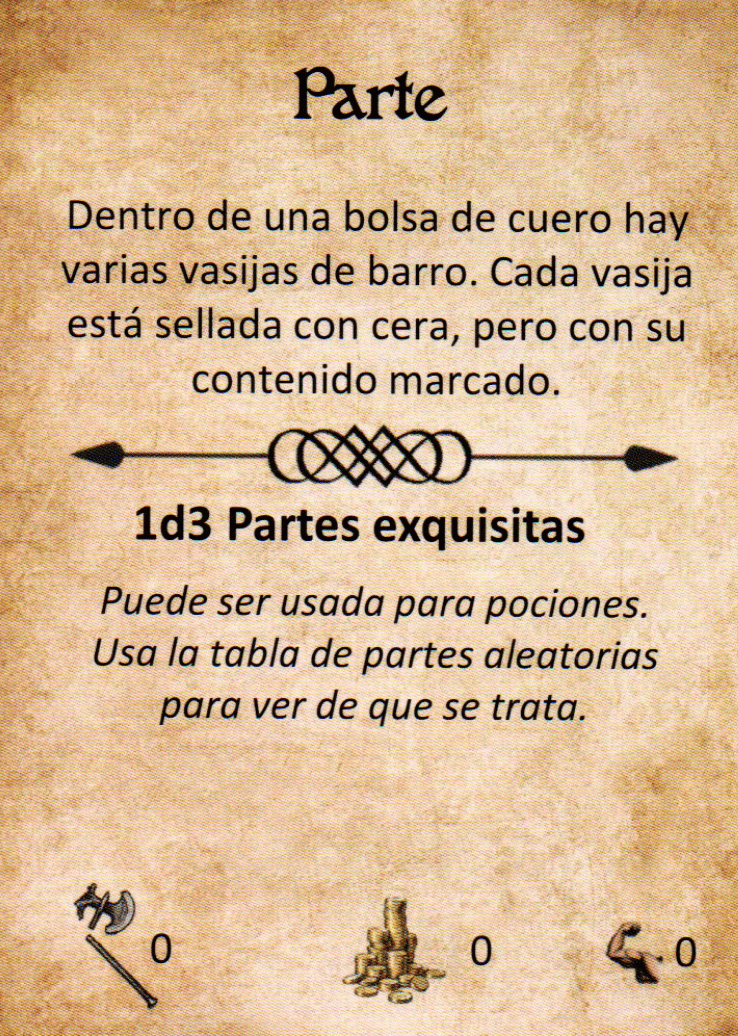 Parte
Dentro de una bolsa de cuero hay
varias vasijas de barro. Cada vasija
está sellada con cera, pero con su
contenido marcado.
1d3 Partes exquisitas
Puede ser usada para pociones.
Usa la tabla de partes aleatorias
para ver de que se trata.
0 0 0